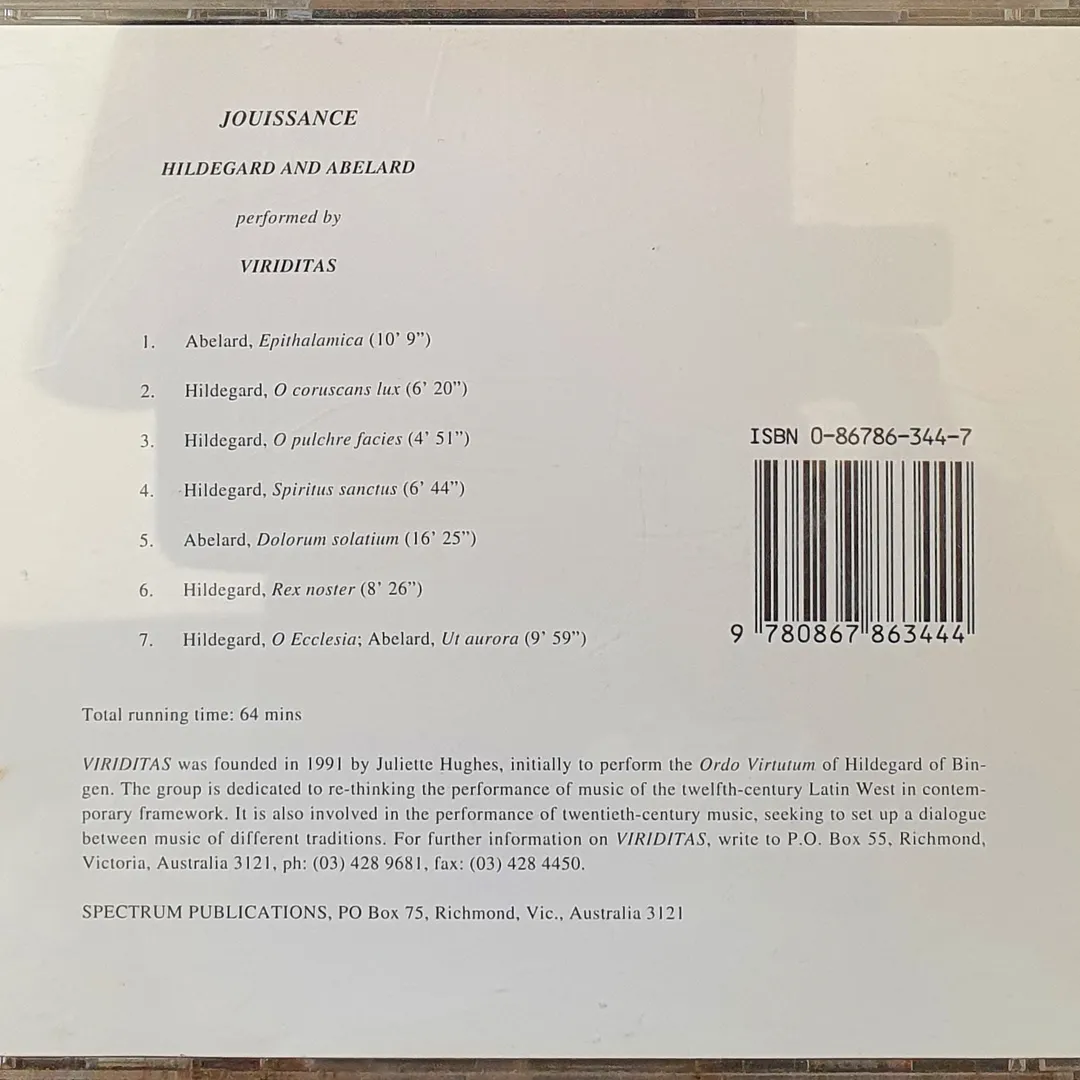 JOUISSANCE
HILDEGARD AND ABELARD
performed by
VIRIDITAS
1. Abelard, Epithalamica (10’ 9”)
2. Hildegard, O coruscans lux (6’ 20”)
3. Hildegard, O pulchre facies (4’ 51”)
4. Hildegard, Spiritus sanctus (6’ 44”)
5. Abelard, Dolorum solatium (16’ 25”)
6. Hildegard, Rex noster (8’ 26”)
7. Hildegard, O Ecclesia; Abelard, Ut aurora (9’ 59”)
ISBN 0-86786-344-7
9 780867 863444
Total running time: 64 mins
VIRIDITAS was founded in 1991 by Juliette Hughes, initially to perform the Ordo Virtutum of Hildegard of Bin-
gen. The group is dedicated to re-thinking the performance of music of the twelfth-century Latin West in contem-
porary framework. It is also involved in the performance of twentieth-century music, seeking to set up a dialogue
between music of different traditions. For further information on VIRIDITAS, write to P.O. Box 55, Richmond,
Victoria, Australia 3121, ph: (03) 428 9681, fax: (03) 428 4450.
SPECTRUM PUBLICATIONS, PO Box 75, Richmond, Vic., Australia 3121